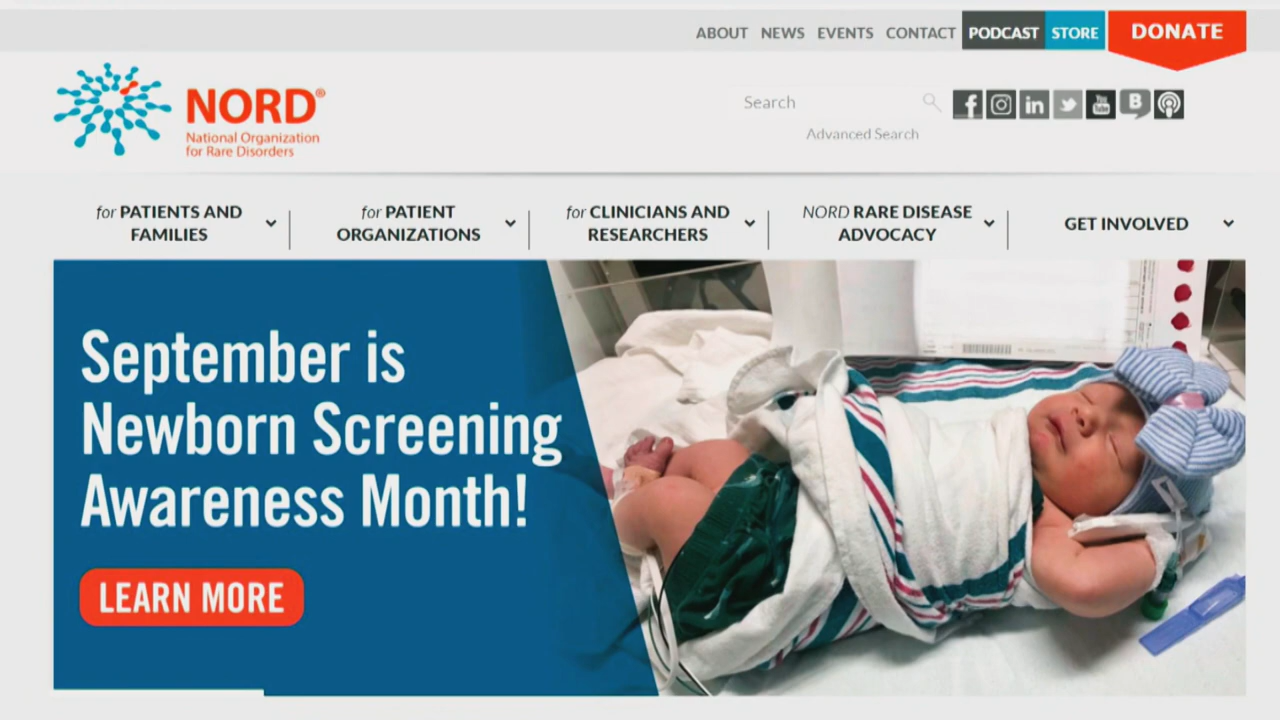 ABOUT NEWS EVENTS CONTACT PODCAST STORE DONATE
NORD®
National Organization
for Rare Disorders
Search
Advanced Search
for PATIENTS AND
FAMILIES
for PATIENT
ORGANIZATIONS
for CLINICIANS AND
RESEARCHERS
NORD RARE DISEASE
ADVOCACY
GET INVOLVED
September is
Newborn Screening
Awareness Month!
LEARN MORE